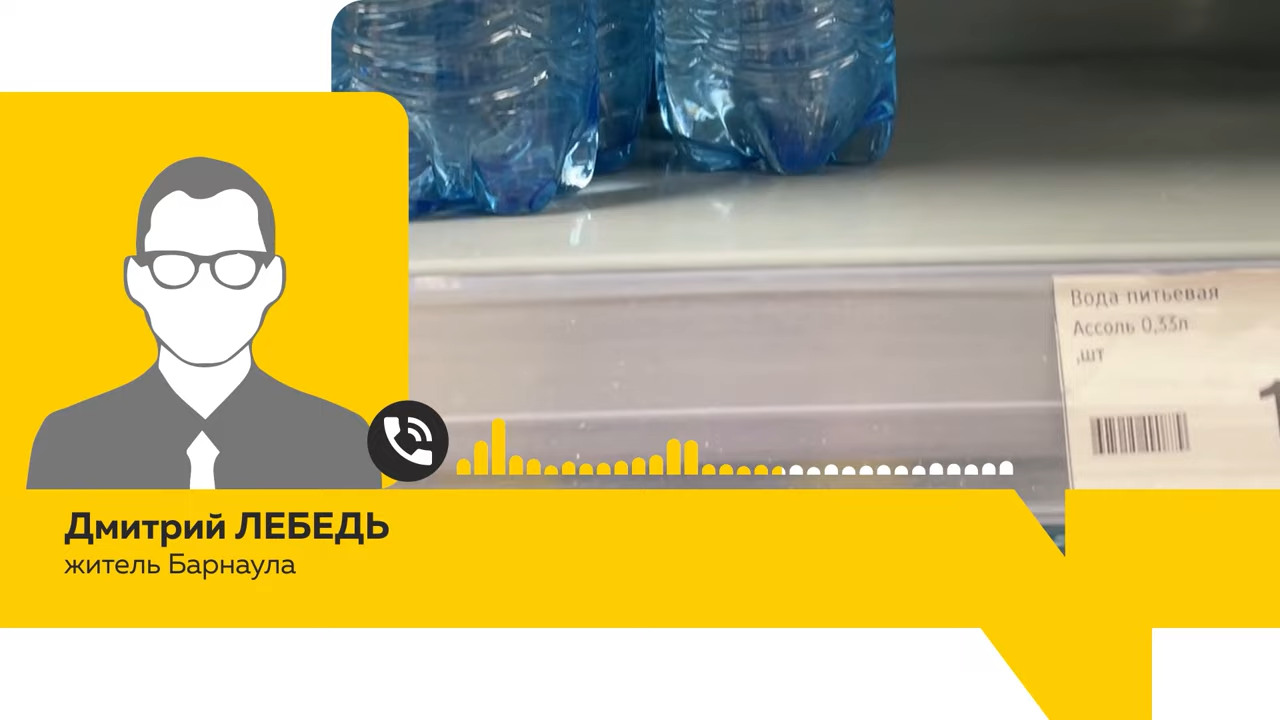 Вода питьевая
Ассоль 0,33л
,шт
Дмитрий ЛЕБЕДЬ
житель Барнаула